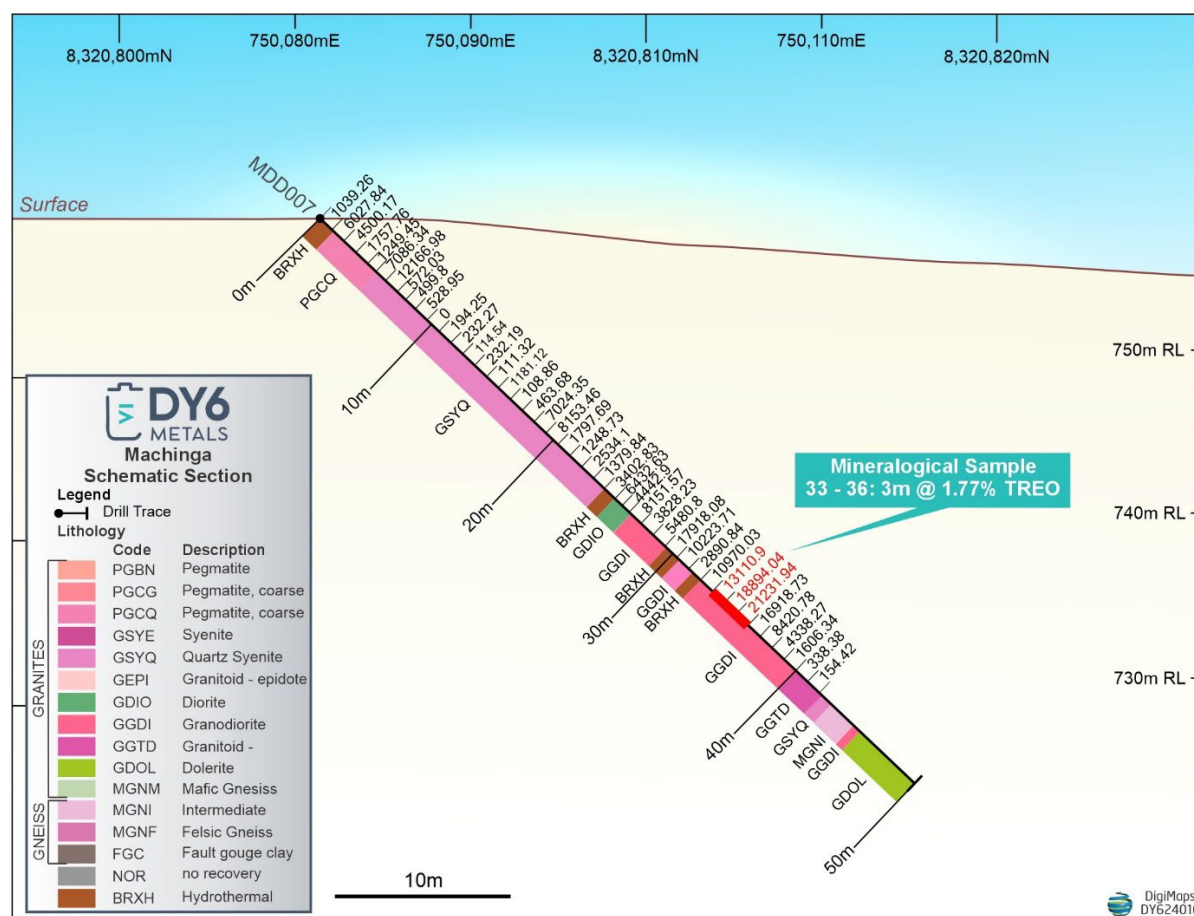 8,320,800mN
750,080mE
750,090mE
8,320,810mN
750,110mE
8,320,820mN
Surface
MDD007
1039.26
6027.84
4500.17
1757.76
1249.45
7086.34
12166.98
572.03
499.8
528.95
0
194.25
232.27
114.54
232.19
111.32
1181.12
108.86
463.68
7024.35
8153.46
1797.69
1248.73
2534.1
1379.84
3402.83
6432.63
4442.9
8151.57
3828.23
5480.8
17918.08
10223.71
2890.84
10970.03
13110.9
18894.04
21231.94
16918.73
8420.78
4338.27
1606.34
338.38
154.42
0m
10m
20m
30m
40m
50m
BRXH
PGCQ
GSYQ
BRXH
GDIO
GGDI
BRXH
GGDI
BRXH
GGDI
GGTD
GSYQ
MGNI
GGDI
GDOL
750m RL
740m RL
730m RL
Mineralogical Sample
33 - 36: 3m @ 1.77% TREO
DY6
METALS
Machinga
Schematic Section
Legend
Drill Trace
Lithology
Code Description
GRANITES
PGBN Pegmatite
PGCG Pegmatite, coarse
PGCQ Pegmatite, coarse
GSYE Syenite
GSYQ Quartz Syenite
GEPI Granitoid - epidote
GDIO Diorite
GGDI Granodiorite
GGTD Granitoid -
GDOL Dolerite
MGNM Mafic Gnesiss
GNEISS
MGNI Intermediate
MGNF Felsic Gneiss
FGC Fault gouge clay
NOR no recovery
BRXH Hydrothermal
10m
DigiMaps